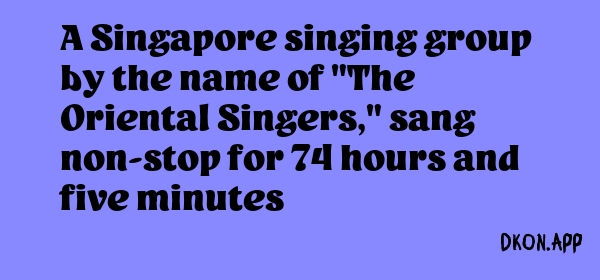 A Singapore singing group
by the name of "The
Oriental Singers," sang
non-stop for 74 hours and
five minutes
DKON.APP